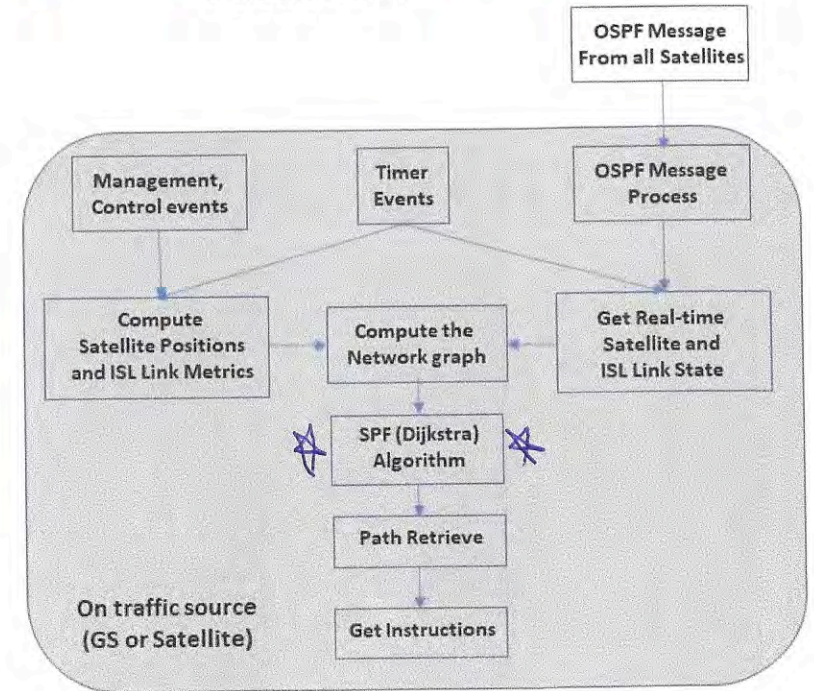 OSPF Message
From all Satellites
Management,
Control events
Timer
Events
OSPF Message
Process
Compute
Satellite Positions
and ISL Link Metrics
Compute the
Network graph
Get Real-time
Satellite and
ISL Link State
SPF (Dijkstra)
Algorithm
Path Retrieve
On traffic source
(GS or Satellite)
Get Instructions